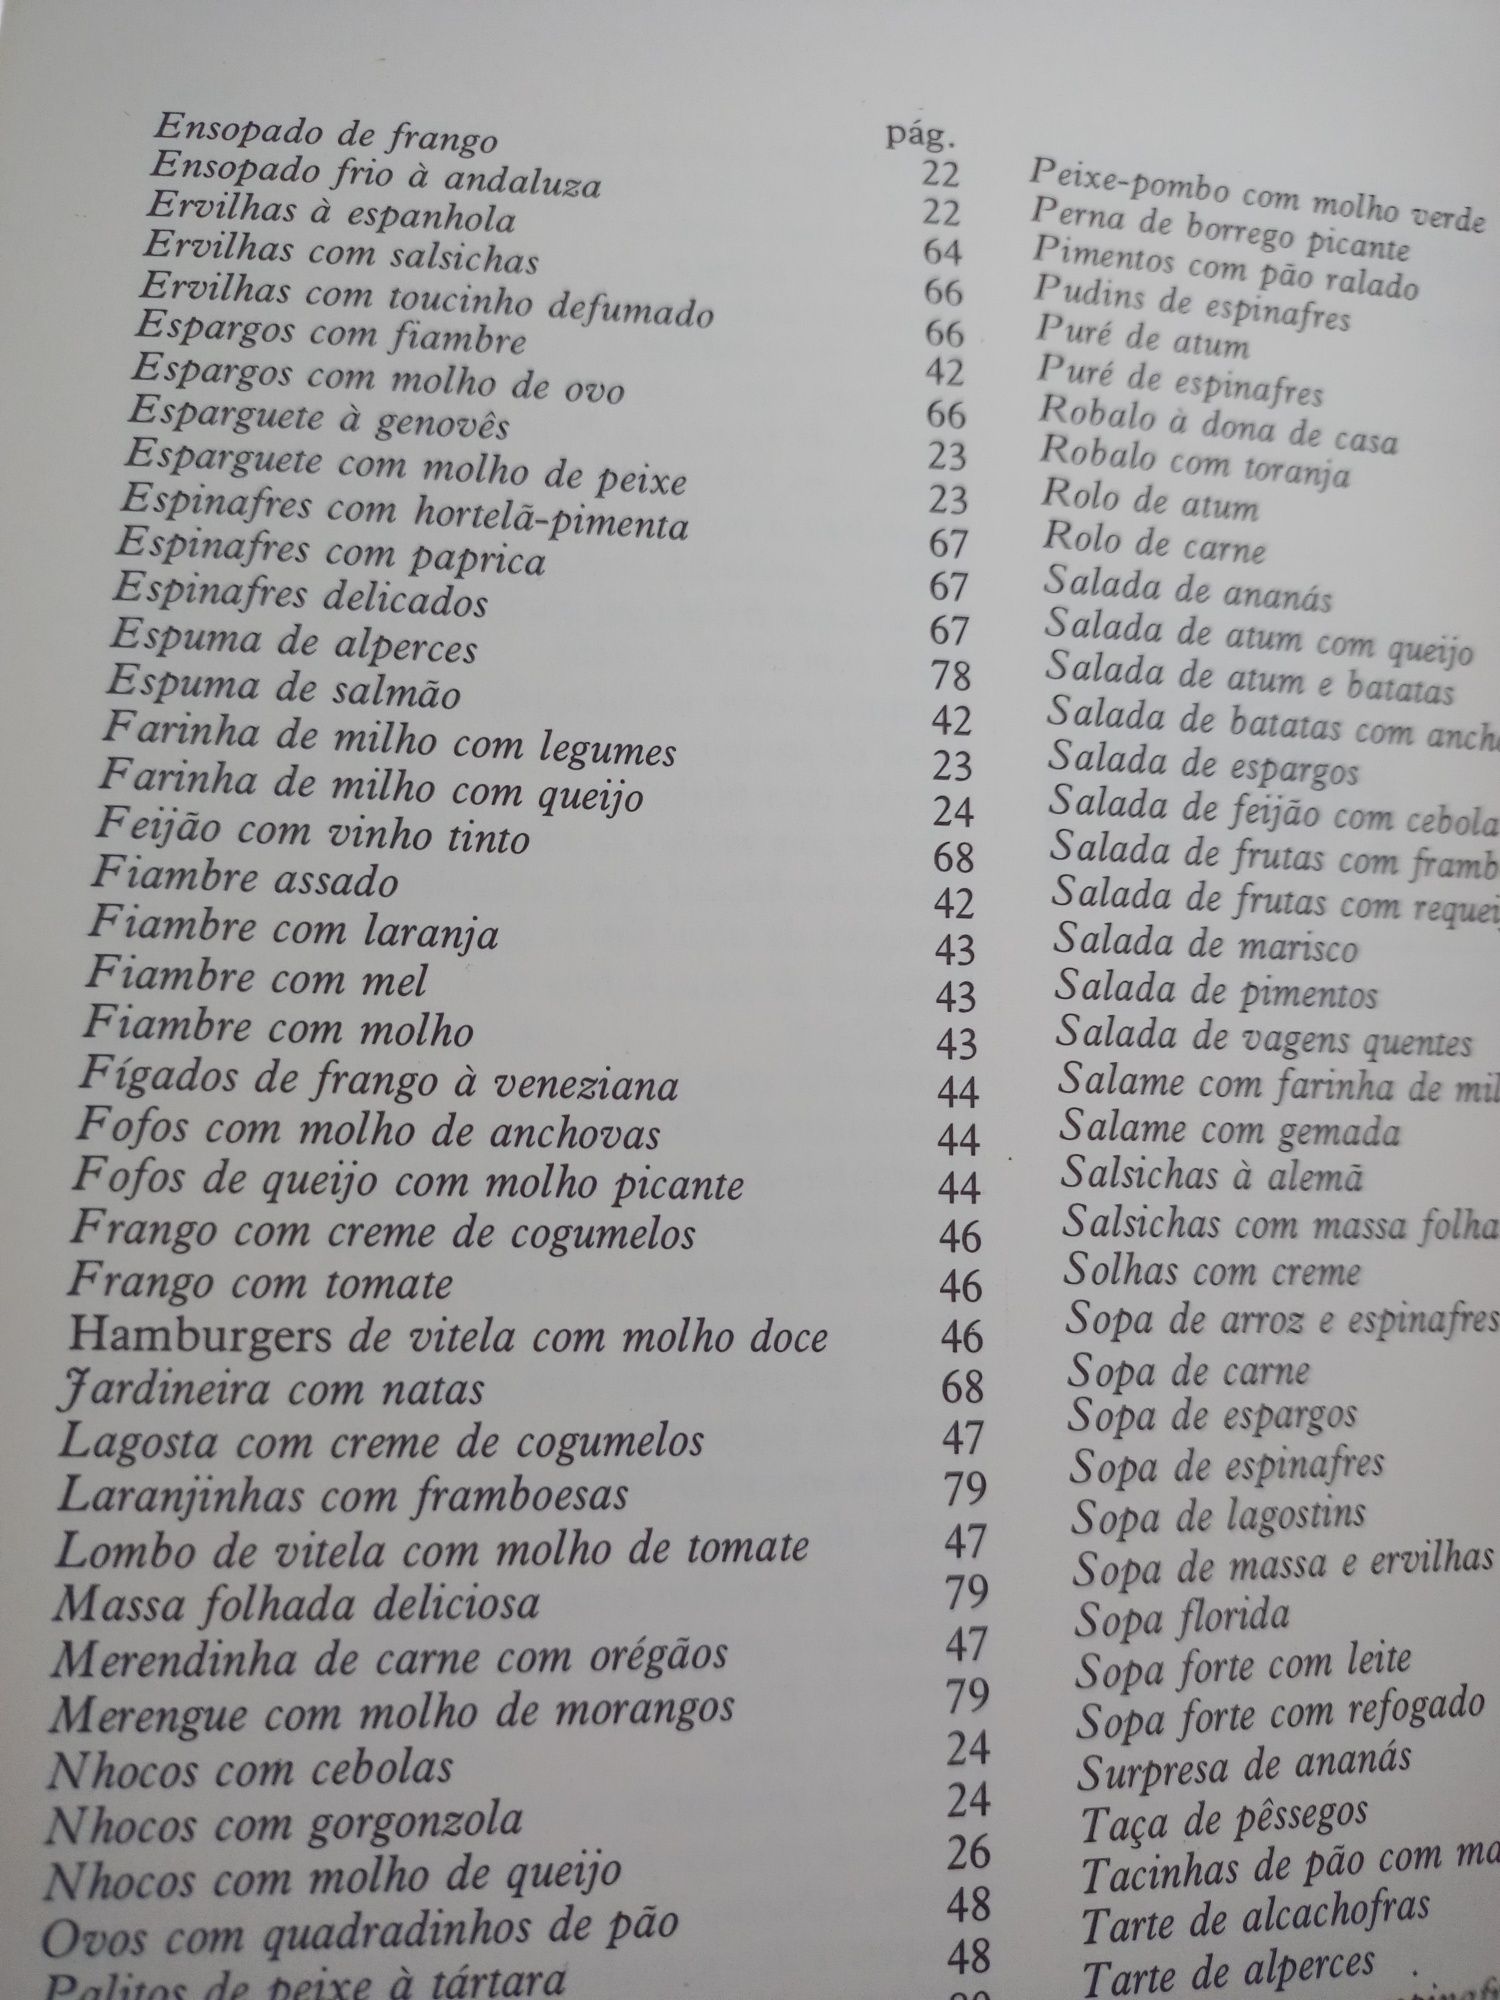 Ensopado de frango
Ensopado frio à andaluza
Ervilhas à espanhola
Ervilhas com salsichas
Ervilhas com toucinho defumado
Espargos com fiambre
Espargos com molho de ovo
Esparguete à genovês
Esparguete com molho de peixe
Espinafres com hortelã-pimenta
Espinafres com paprica
Espinafres delicados
Espuma de alperces
Espuma de salmão
Farinha de milho com legumes
Farinha de milho com queijo
Feijão com vinho tinto
Fiambre assado
Fiambre com laranja
Fiambre com mel
Fiambre com molho
Fígados de frango à veneziana
Fofos com molho de anchovas
Fofos de queijo com molho picante
Frango com creme de cogumelos
Frango com tomate
Hamburgers de vitela com molho doce
Jardineira com natas
Lagosta com creme de cogumelos
Laranjinhas com framboesas
Lombo de vitela com molho de tomate
Massa folhada deliciosa
Merendinha de carne com orégãos
Merengue com molho de morangos
Nhocos com cebolas
Nhocos com gorgonzola
Nhocos com molho de queijo
Ovos com quadradinhos de pão
Palitos de peixe à tártara
pág.
22
22
64
66
66
42
66
23
23
67
67
67
78
42
23
24
68
42
43
43
43
44
44
44
46
46
46
68
47
79
47
79
47
79
24
24
26
48
48
Peixe-pombo com molho verde
Perna de borrego picante
Pimentos com pão ralado
Pudins de espinafres
Puré de atum
Puré de espinafres
Robalo à dona de casa
Robalo com toranja
Rolo de atum
Rolo de carne
Salada de ananás
Salada de atum com queijo
Salada de atum e batatas
Salada de batatas com
Salada de espargos
Salada de feijão com cebola
Salada de frutas com
Salada de frutas com
Salada de marisco
Salada de pimentos
Salada de vagens quentes
Salame com farinha de
Salame com gemada
Salsichas à alemã
Salsichas com massa
Solhas com creme
Sopa de arroz e espinafres
Sopa de carne
Sopa de espargos
Sopa de espinafres
Sopa de lagostins
Sopa de massa e ervilhas
Sopa florida
Sopa forte com leite
Sopa forte com refogado
Surpresa de ananás
Taça de pêssegos
Tacinhas de pão com
Tarte de alcachofras
Tarte de alperces